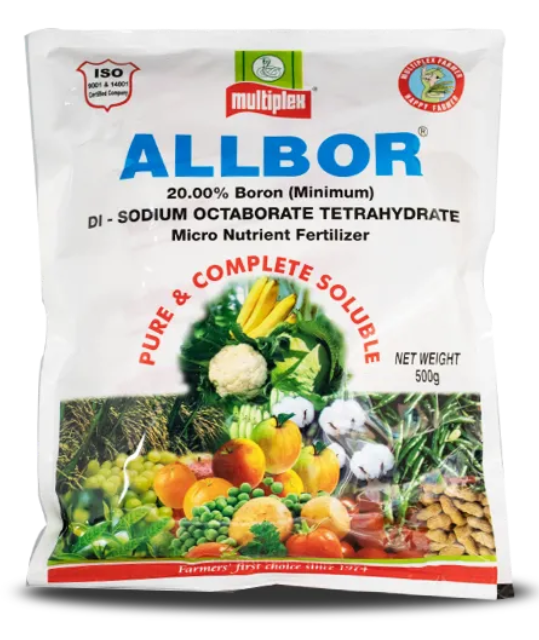 ISO
9001 & 14001
Certified Company
multiplex®
MULTIPLEX FARMER
HAPPY FARMER
ALLBOR®
20.00% Boron (Minimum)
DI - SODIUM OCTABORATE TETRAHYDRATE
Micro Nutrient Fertilizer
PURE & COMPLETE SOLUBLE
NET WEIGHT
500g
Farmers' first choice since 1974